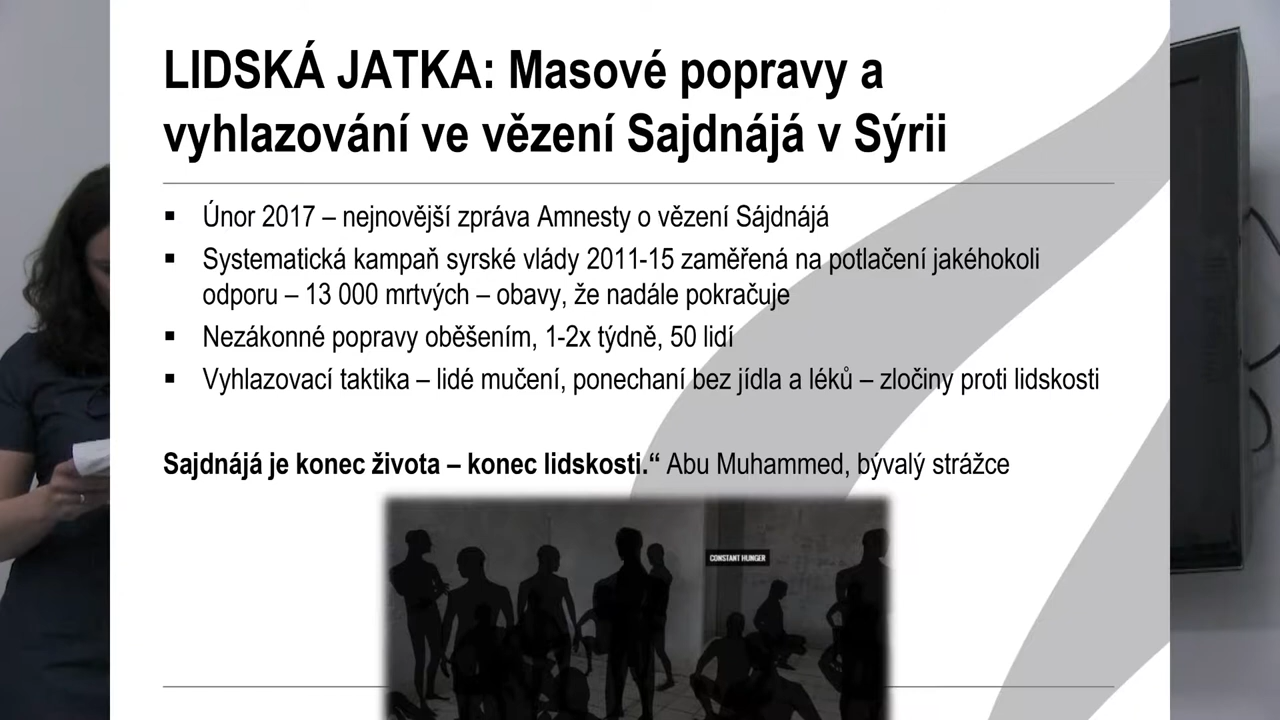 LIDSKÁ JATKA: Masové popravy a
vyhlazování ve vězení Sajdnájá v Sýrii
Únor 2017 – nejnovější zpráva Amnesty o vězení Sájdnájá
Systematická kampaň syrské vlády 2011-15 zaměřená na potlačení jakéhokoli
odporu – 13 000 mrtvých – obavy, že nadále pokračuje
Nezákonné popravy oběšením, 1-2x týdně, 50 lidí
Vyhlazovací taktika – lidé mučení, ponechaní bez jídla a léků – zločiny proti lidskosti
Sajdnájá je konec života – konec lidskosti.“ Abu Muhammed, bývalý strážce
CONSTANT HUNGER